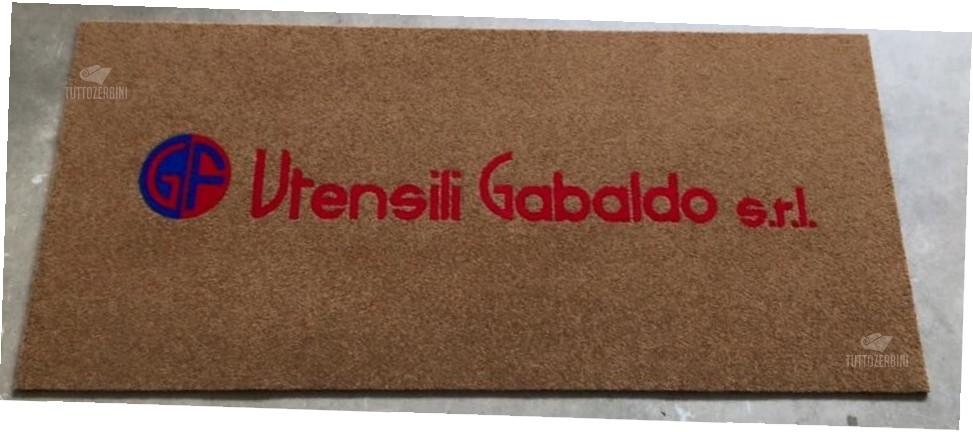 TUTTOZERBINI
GF Utensili Gabaldo s.r.l.
TUTTOZERBINI